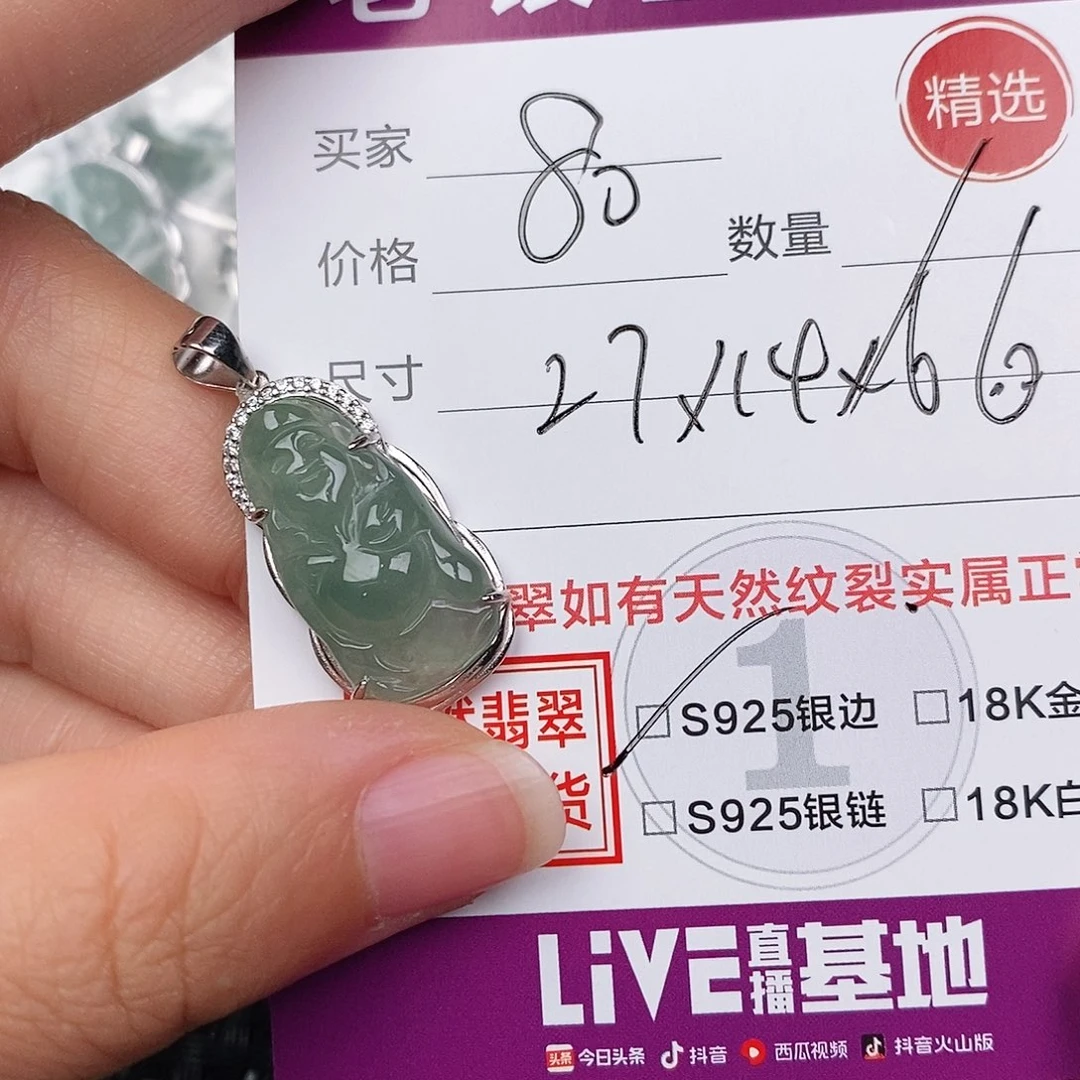 精选
买家
80
价格
数量
尺寸
27x14x6 6
翠如有天然纹裂实属正
翡翠
货
S925银边
18K金
1
S925银链
18K白
LiVE直播基地
头条 今日头条 抖音 西瓜视频 抖音火山版